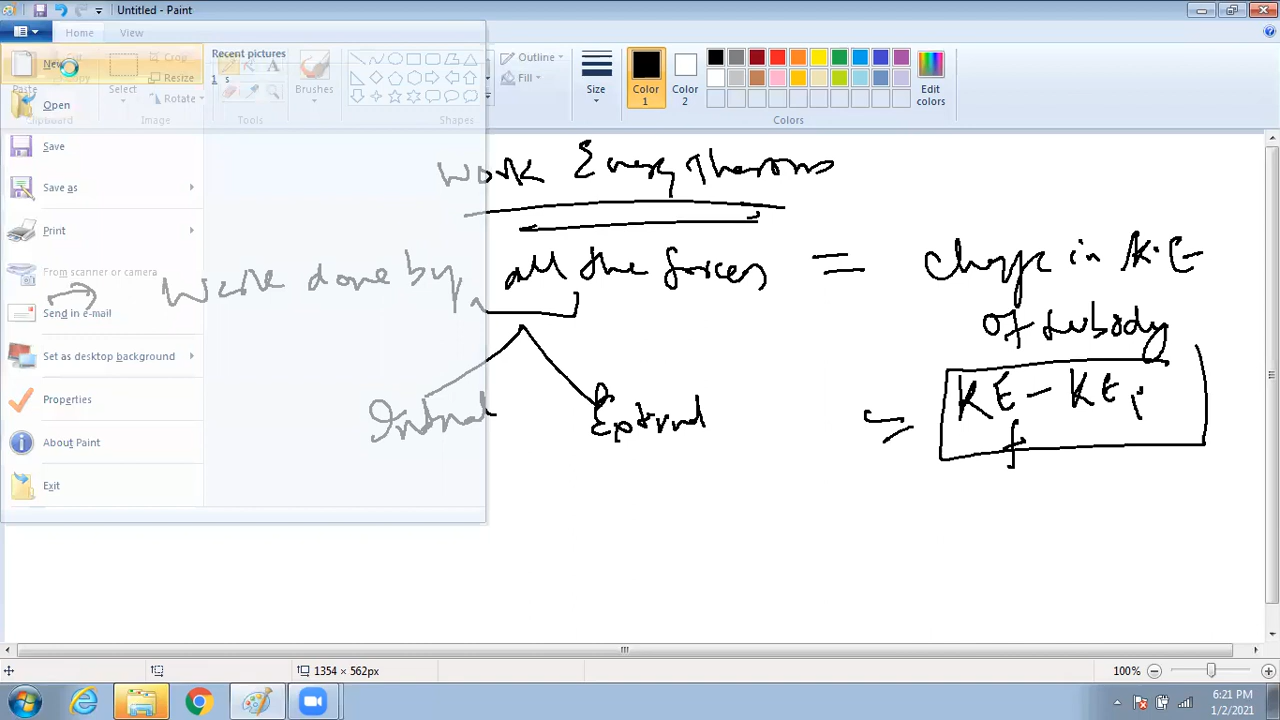 Untitled - Paint
Home View
New
Paste
Open
Clipboard
Save
Save as
Print
From scanner or camera
Send in e-mail
Set as desktop background
Properties
About Paint
Exit
Recent pictures
1 s
Select
Crop
Resize
Rotate
Image
Tools
Brushes
Shapes
Outline
Fill
Size
Color 1
Color 2
Edit colors
Colors
Work Energy Theorem
Work done by all the forces = change in K.E
of the body
Internal External
= KEf - KEi
1354 × 562px
100%
6:21 PM
1/2/2021